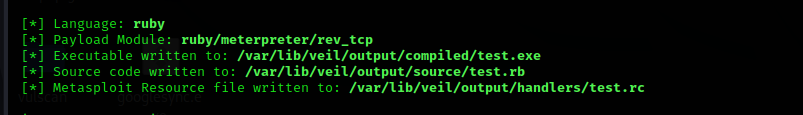 [*] Language: ruby
[*] Payload Module: ruby/meterpreter/rev_tcp
[*] Executable written to: /var/lib/veil/output/compiled/test.exe
[*] Source code written to: /var/lib/veil/output/source/test.rb
[*] Metasploit Resource file written to: /var/lib/veil/output/handlers/test.rc